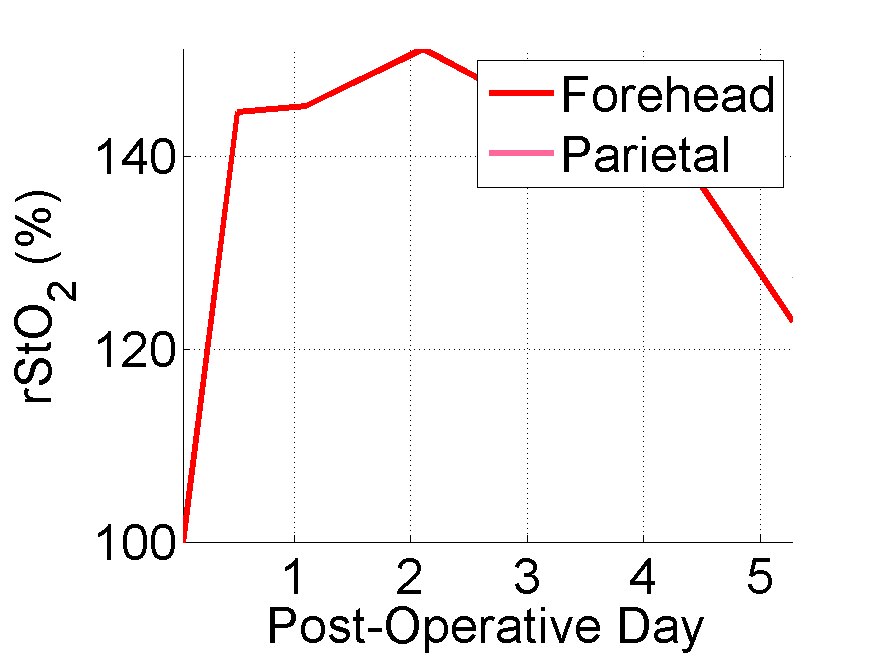 Forehead
Parietal
140
120
100
rStO2 (%)
1 2 3 4 5
Post-Operative Day